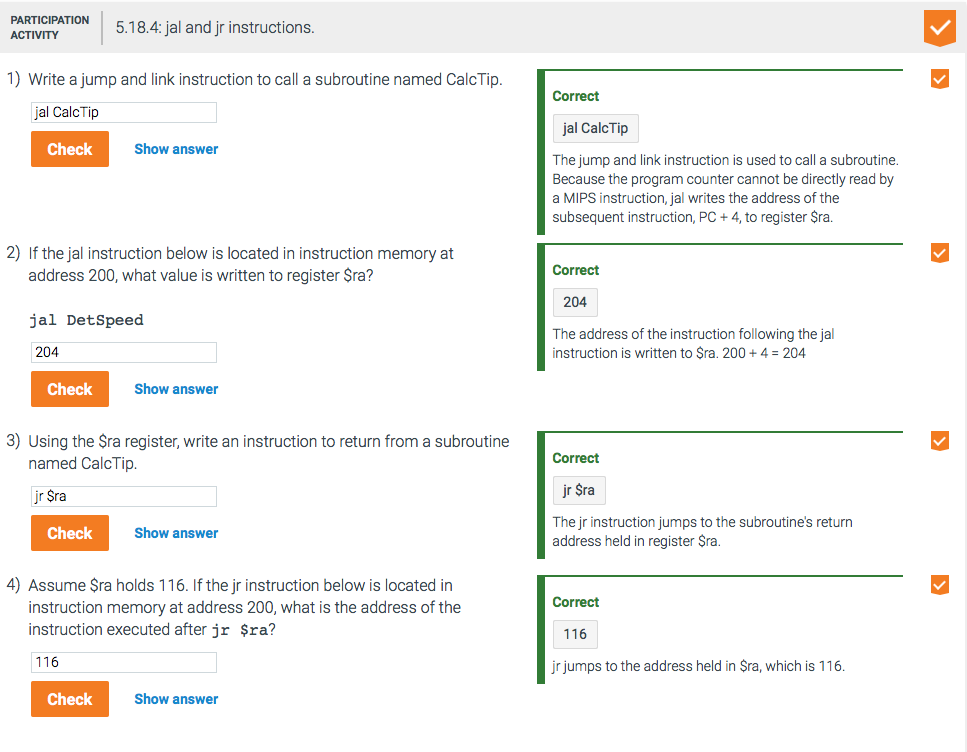 PARTICIPATION
ACTIVITY
5.18.4: jal and jr instructions.
1) Write a jump and link instruction to call a subroutine named CalcTip.
jal CalcTip
Check
Show answer
Correct
jal CalcTip
The jump and link instruction is used to call a subroutine.
Because the program counter cannot be directly read by
a MIPS instruction, jal writes the address of the
subsequent instruction, PC + 4, to register $ra.
2) If the jal instruction below is located in instruction memory at
address 200, what value is written to register $ra?
jal DetSpeed
204
Check
Show answer
Correct
204
The address of the instruction following the jal
instruction is written to $ra. 200 + 4 = 204
3) Using the $ra register, write an instruction to return from a subroutine
named CalcTip.
jr $ra
Check
Show answer
Correct
jr $ra
The jr instruction jumps to the subroutine's return
address held in register $ra.
4) Assume $ra holds 116. If the jr instruction below is located in
instruction memory at address 200, what is the address of the
instruction executed after jr $ra?
116
Check
Show answer
Correct
116
jr jumps to the address held in $ra, which is 116.